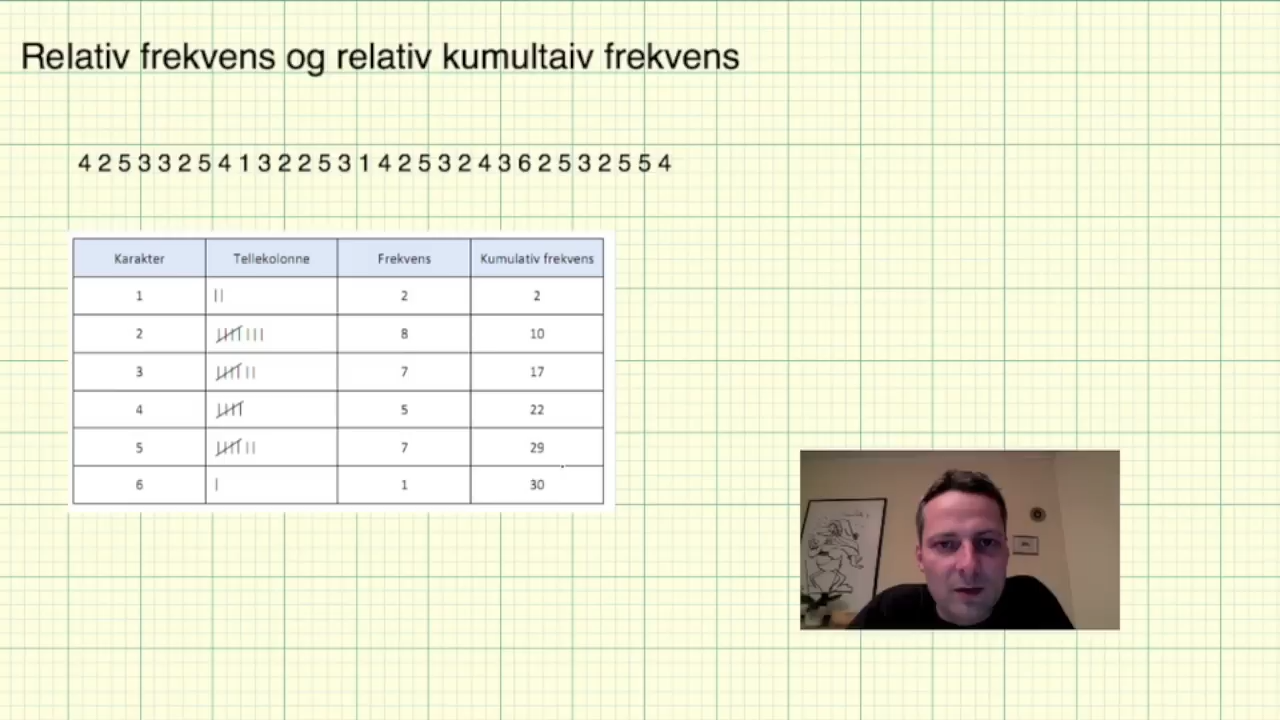 Relativ frekvens og relativ kumultaiv frekvens
4 2 5 3 3 2 5 4 1 3 2 2 5 3 1 4 2 5 3 2 4 3 6 2 5 3 2 5 5 4
Karakter Tellekolonne Frekvens Kumulativ frekvens
1 || 2 2
2 |||| ||| 8 10
3 |||| || 7 17
4 |||| 5 22
5 |||| || 7 29
6 | 1 30